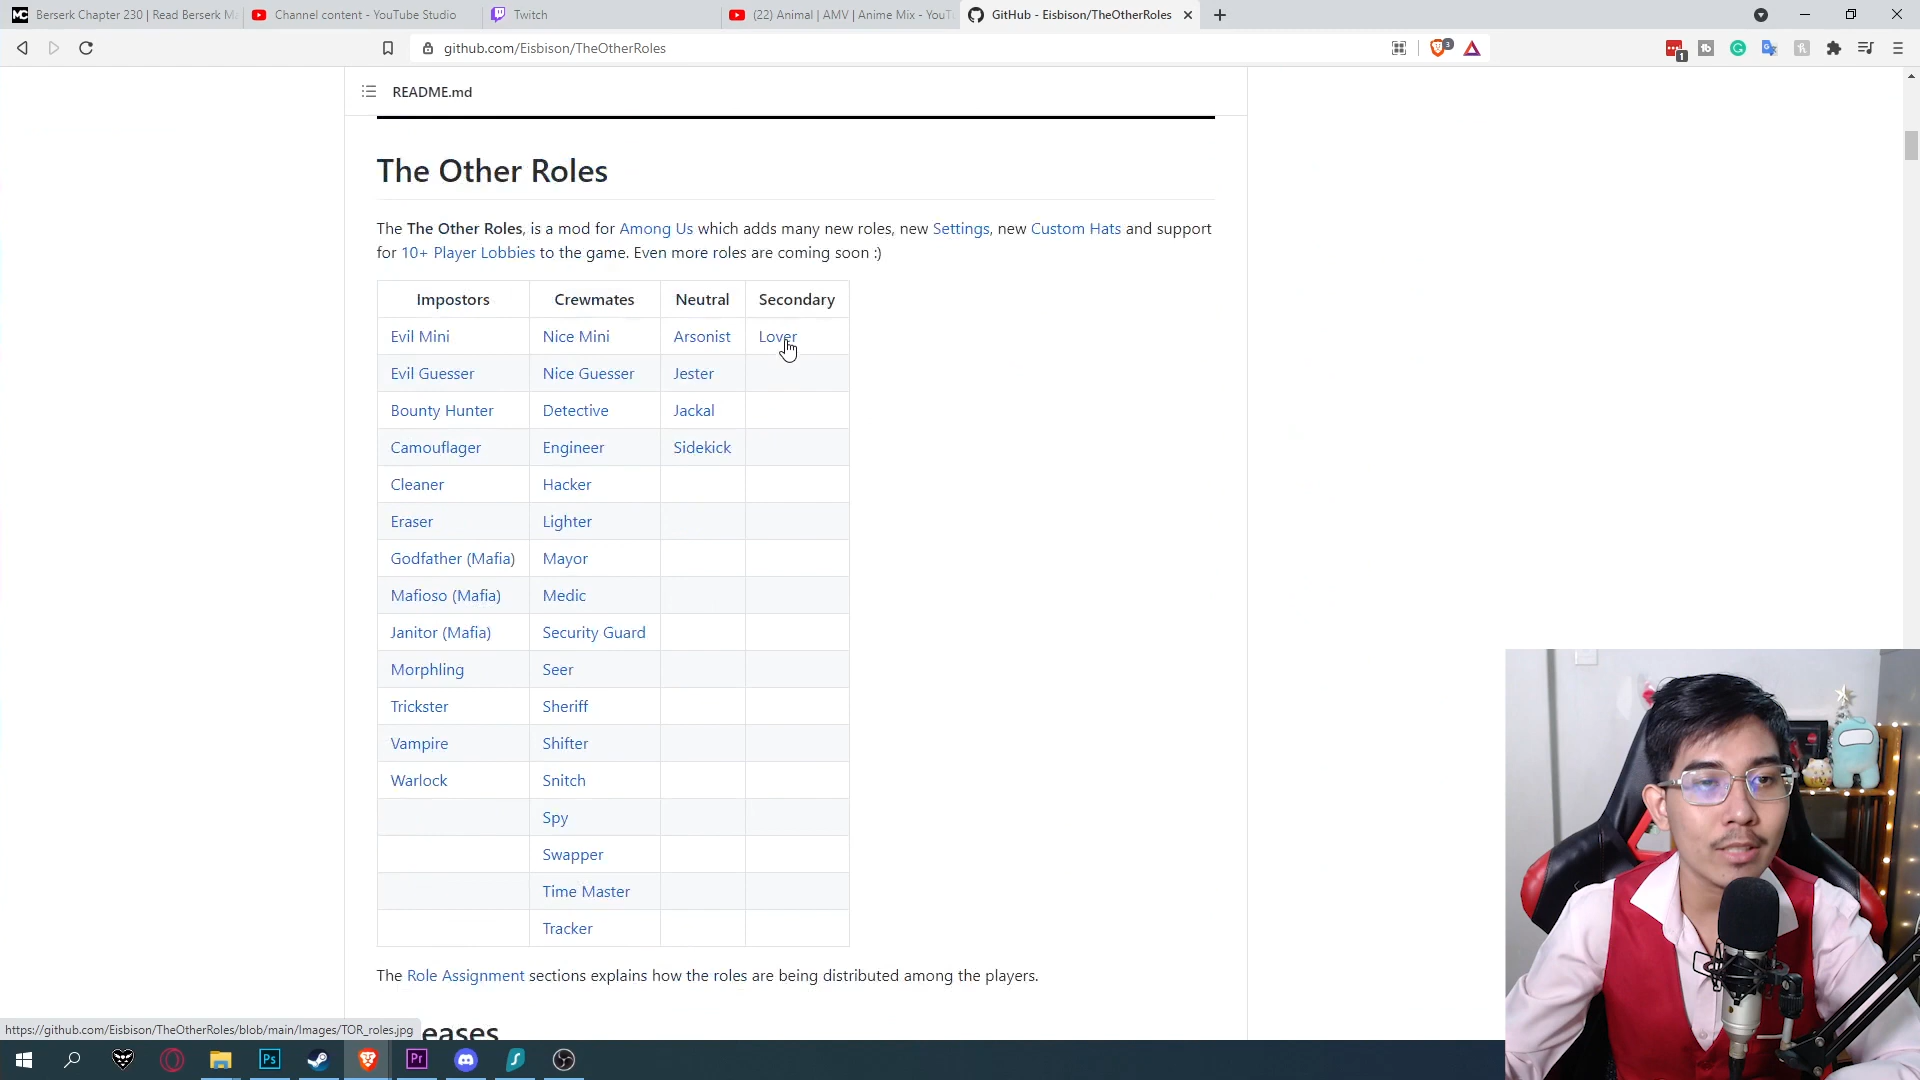 Berserk Chapter 230 | Read Berserk M
Channel content - YouTube Studio
Twitch
(22) Animal | AMV | Anime Mix - YouT
GitHub - Eisbison/TheOtherRoles
github.com/Eisbison/TheOtherRoles
3
1
README.md
The Other Roles
The The Other Roles, is a mod for Among Us which adds many new roles, new Settings, new Custom Hats and support
for 10+ Player Lobbies to the game. Even more roles are coming soon :)
Impostors Crewmates Neutral Secondary
Evil Mini Nice Mini Arsonist Lover
Evil Guesser Nice Guesser Jester
Bounty Hunter Detective Jackal
Camouflager Engineer Sidekick
Cleaner Hacker
Eraser Lighter
Godfather (Mafia) Mayor
Mafioso (Mafia) Medic
Janitor (Mafia) Security Guard
Morphling Seer
Trickster Sheriff
Vampire Shifter
Warlock Snitch
Spy
Swapper
Time Master
Tracker
The Role Assignment sections explains how the roles are being distributed among the players.
eases
https://github.com/Eisbison/TheOtherRoles/blob/main/Images/TOR_roles.jpg
Ps
Pr